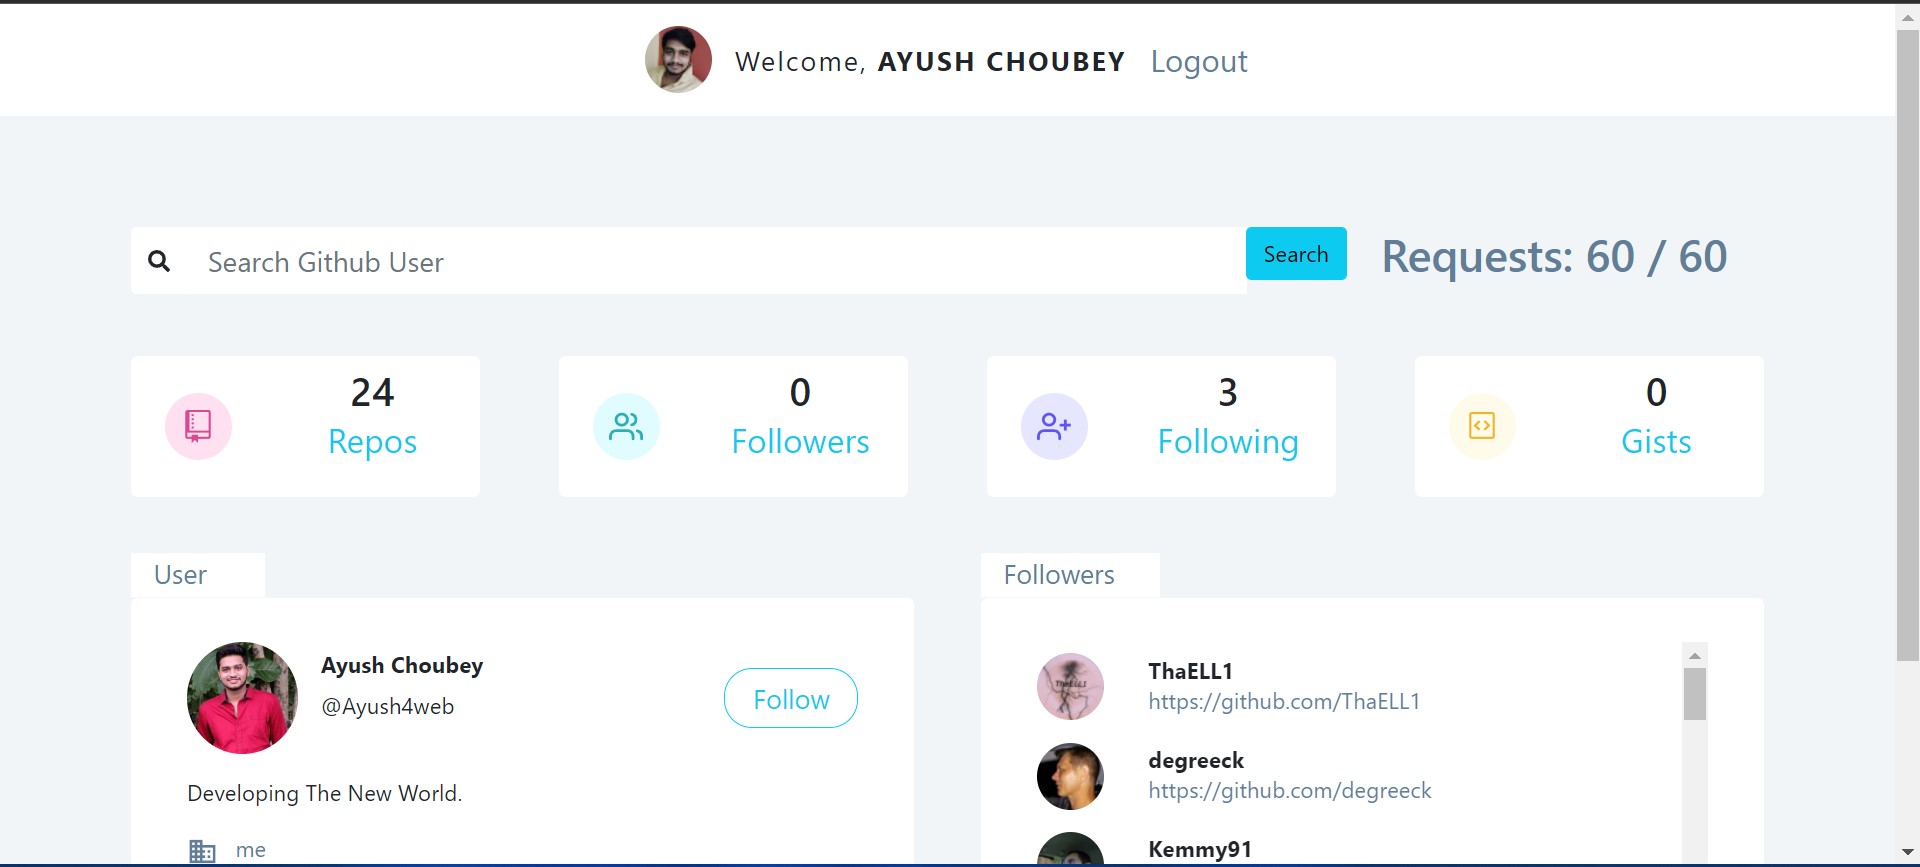 Welcome, AYUSH CHOUBEY Logout
Search Github User Search Requests: 60 / 60
24
Repos
0
Followers
3
Following
0
Gists
User
Ayush Choubey
@Ayush4web
Follow
Developing The New World.
me
Followers
ThaELL1
https://github.com/ThaELL1
degreeck
https://github.com/degreeck
Kemmy91